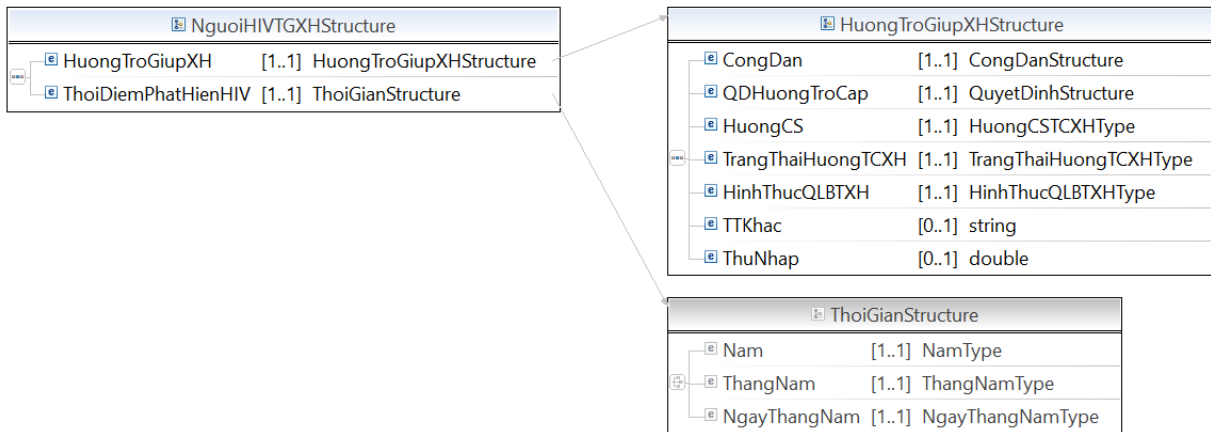 NguoiHIVTGXHStructure
HuongTroGiupXH [1..1] HuongTroGiupXHStructure
ThoiDiemPhatHienHIV [1..1] ThoiGianStructure
HuongTroGiupXHStructure
CongDan [1..1] CongDanStructure
QDHuongTroCap [1..1] QuyetDinhStructure
HuongCS [1..1] HuongCSTCXHType
TrangThaiHuongTCXH [1..1] TrangThaiHuongTCXHType
HinhThucQLBTXH [1..1] HinhThucQLBTXHType
TTKhac [0..1] string
ThuNhap [0..1] double
ThoiGianStructure
Nam [1..1] NamType
ThangNam [1..1] ThangNamType
NgayThangNam [1..1] NgayThangNamType